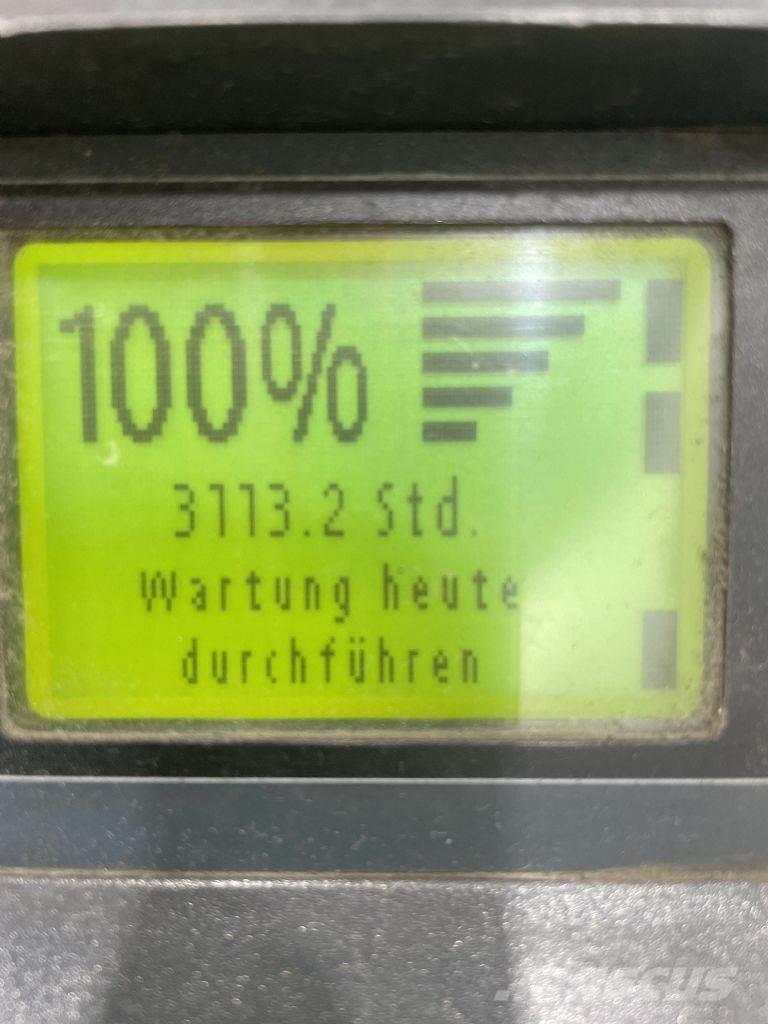 100%
3113.2 Std.
Wartung heute
durchführen